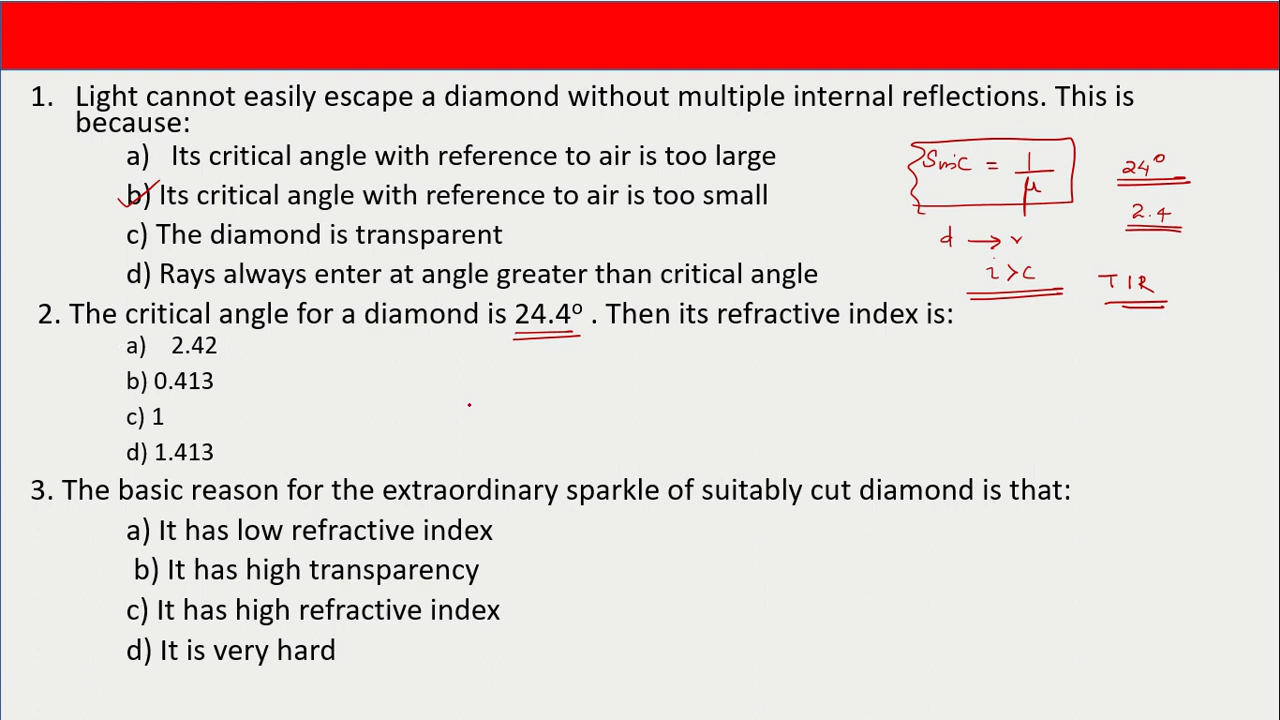 1. Light cannot easily escape a diamond without multiple internal reflections. This is
because:
a) Its critical angle with reference to air is too large
b) Its critical angle with reference to air is too small
c) The diamond is transparent
d) Rays always enter at angle greater than critical angle
Sin C = 1/μ
24°
2.4
d → r
i > c
TIR
2. The critical angle for a diamond is 24.4° . Then its refractive index is:
a) 2.42
b) 0.413
c) 1
d) 1.413
3. The basic reason for the extraordinary sparkle of suitably cut diamond is that:
a) It has low refractive index
b) It has high transparency
c) It has high refractive index
d) It is very hard